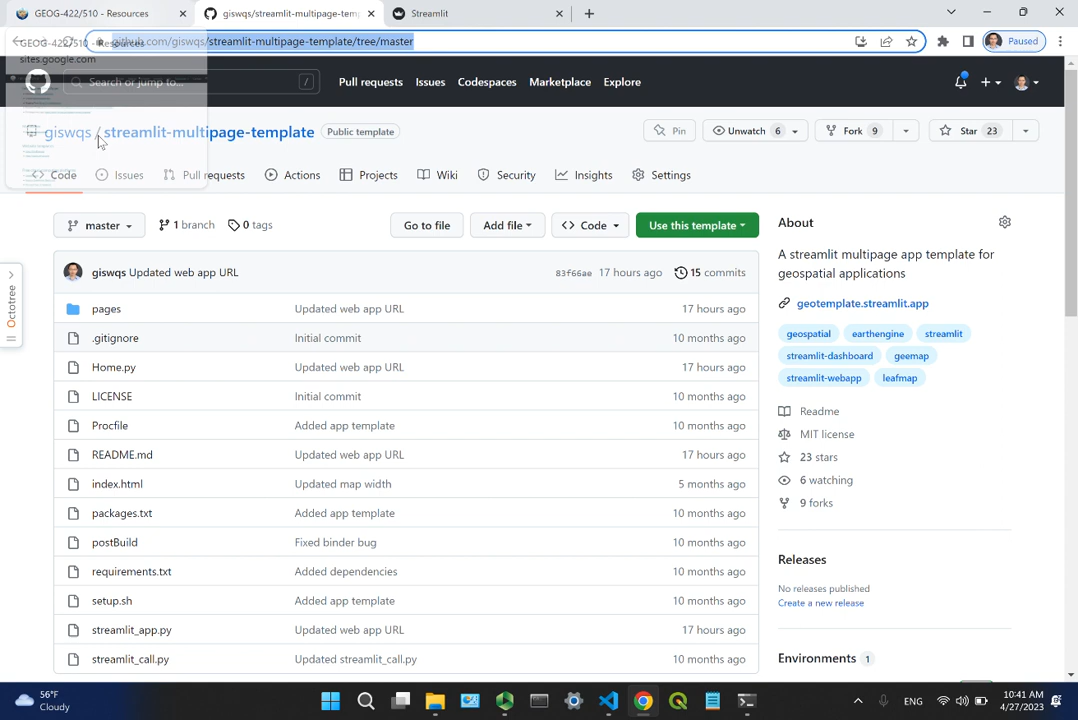 GEOG-422/510 - Resources
giswqs/streamlit-multipage-tem
Streamlit
github.com/giswqs/streamlit-multipage-template/tree/master
Paused
GEOG-422/510 - Resources
sites.google.com
Search or jump to...
/
Pull requests
Issues
Codespaces
Marketplace
Explore
giswqs / streamlit-multipage-template
Public template
Pin
Unwatch 6
Fork 9
Star 23
Code
Issues
Pull requests
Actions
Projects
Wiki
Security
Insights
Settings
Octotree
master
1 branch
0 tags
Go to file
Add file
Code
Use this template
giswqs Updated web app URL
83f66ae 17 hours ago
15 commits
pages Updated web app URL 17 hours ago
.gitignore Initial commit 10 months ago
Home.py Updated web app URL 17 hours ago
LICENSE Initial commit 10 months ago
Procfile Added app template 10 months ago
README.md Updated web app URL 17 hours ago
index.html Updated map width 5 months ago
packages.txt Added app template 10 months ago
postBuild Fixed binder bug 10 months ago
requirements.txt Added dependencies 10 months ago
setup.sh Added app template 10 months ago
streamlit_app.py Updated web app URL 17 hours ago
streamlit_call.py Updated streamlit_call.py 10 months ago
About
A streamlit multipage app template for
geospatial applications
geotemplate.streamlit.app
geospatial earthengine streamlit
streamlit-dashboard geemap
streamlit-webapp leafmap
Readme
MIT license
23 stars
6 watching
9 forks
Releases
No releases published
Create a new release
Environments 1
56°F
Cloudy
ENG
10:41 AM
4/27/2023